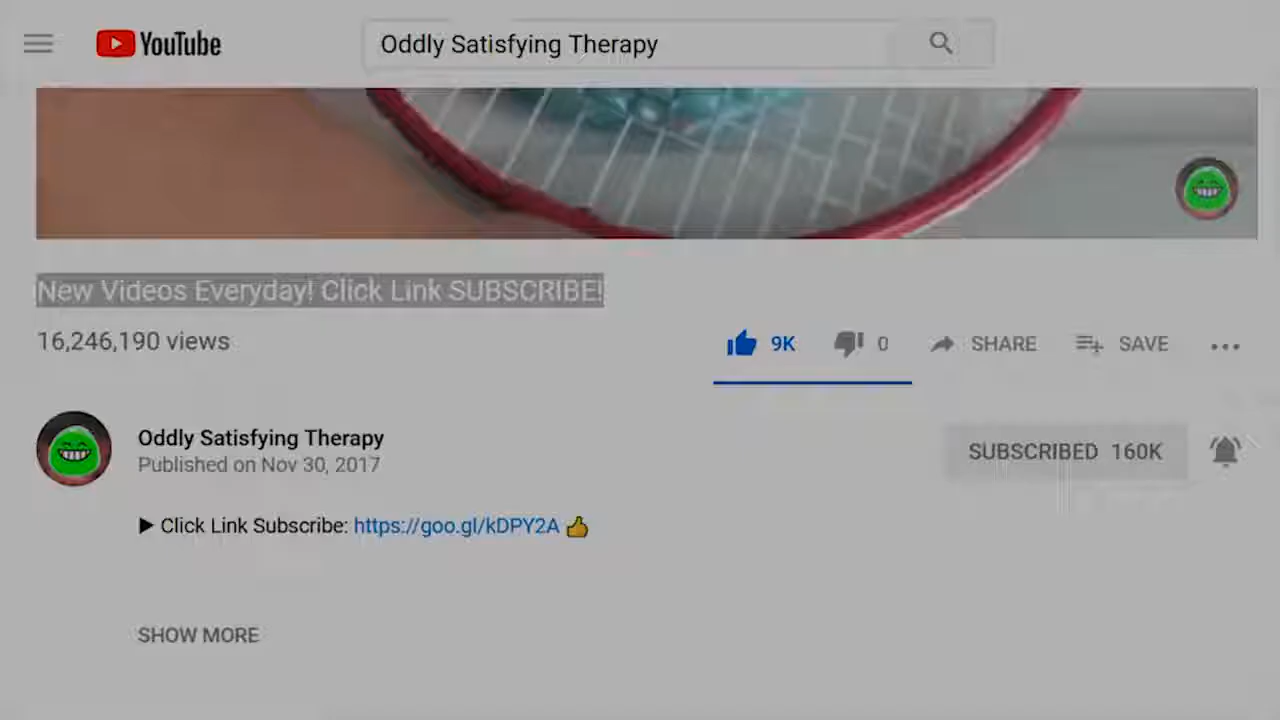 YouTube
Oddly Satisfying Therapy
New Videos Everyday! Click Link SUBSCRIBE!
16,246,190 views
9K 0 SHARE SAVE
Oddly Satisfying Therapy
Published on Nov 30, 2017
SUBSCRIBED 160K
▶ Click Link Subscribe: https://goo.gl/kDPY2A 👍
SHOW MORE